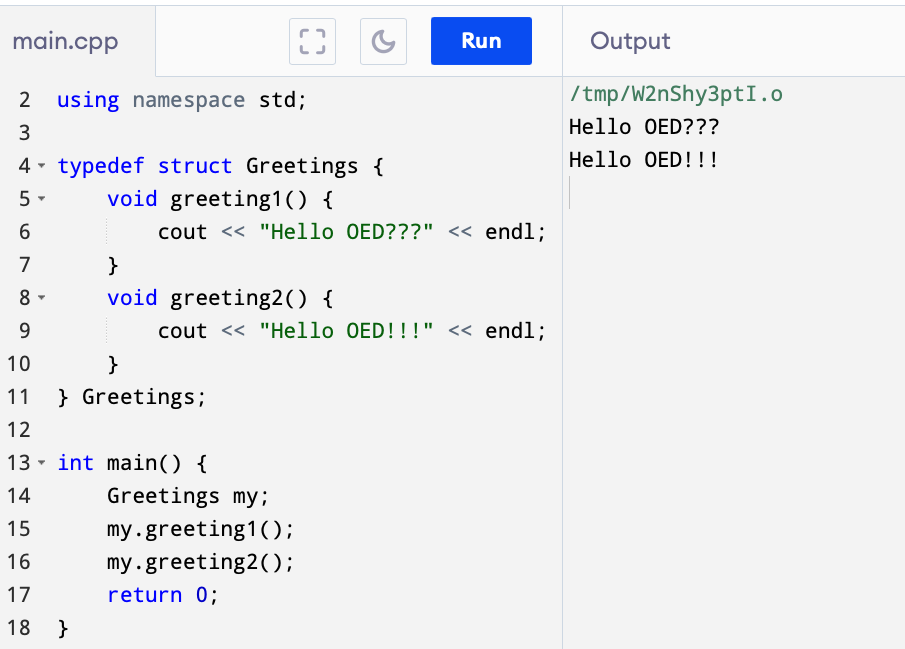 main.cpp
Run
Output
2 using namespace std;
3
4 typedef struct Greetings {
5     void greeting1() {
6         cout << "Hello OED???" << endl;
7     }
8     void greeting2() {
9         cout << "Hello OED!!!" << endl;
10     }
11 } Greetings;
12
13 int main() {
14     Greetings my;
15     my.greeting1();
16     my.greeting2();
17     return 0;
18 }
/tmp/W2nShy3ptI.o
Hello OED???
Hello OED!!!